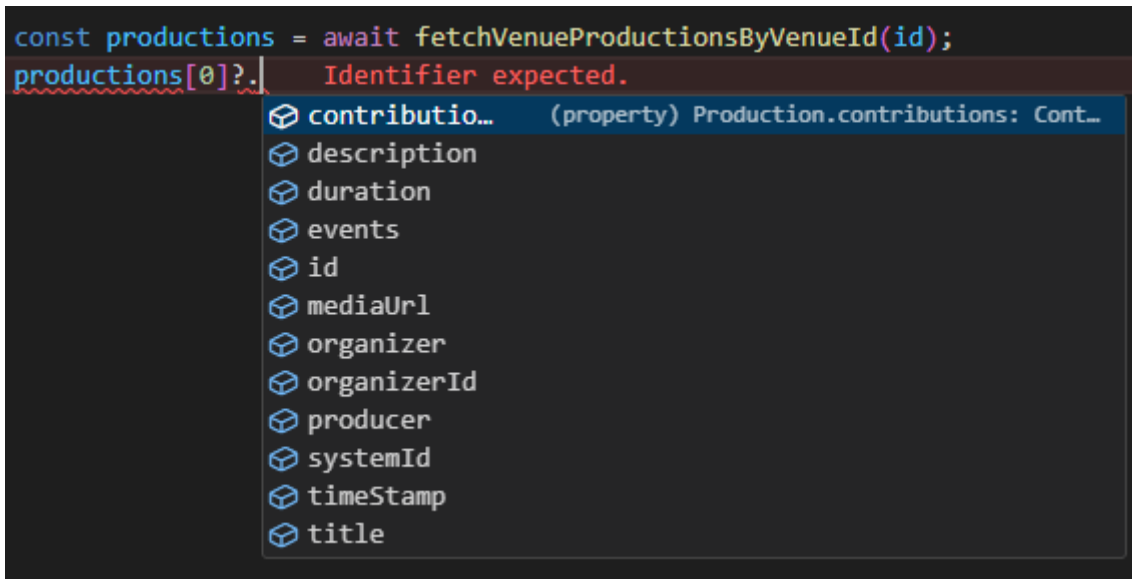 const productions = await fetchVenueProductionsByVenueId(id);
productions[0]?. Identifier expected.
contributio… (property) Production.contributions: Cont…
description
duration
events
id
mediaUrl
organizer
organizerId
producer
systemId
timeStamp
title